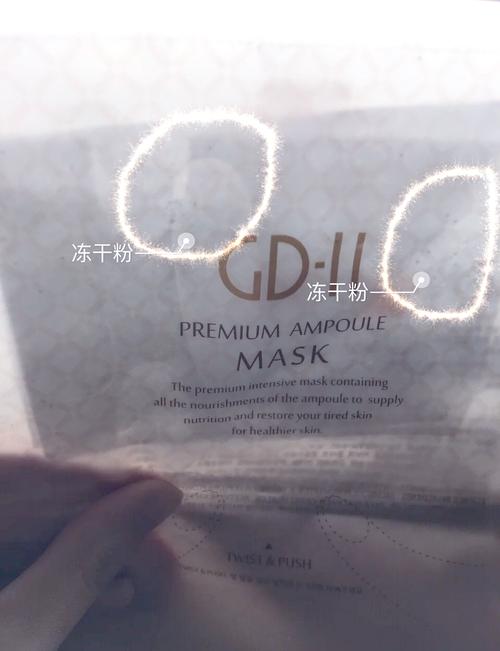 冻干粉
GD-11
冻干粉
PREMIUM AMPOULE
MASK
The premium intensive mask containing
all the nourishments of the ampoule to supply
nutrition and restore your tired skin
for healthier skin.
TWIST & PUSH